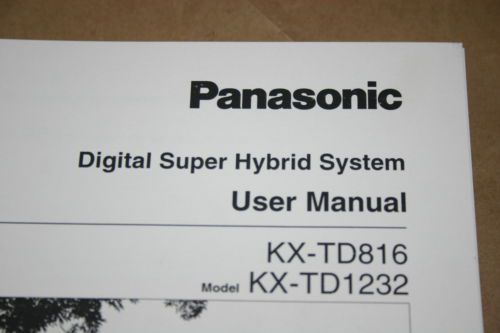 Panasonic
Digital Super Hybrid System
User Manual
KX-TD816
Model KX-TD1232